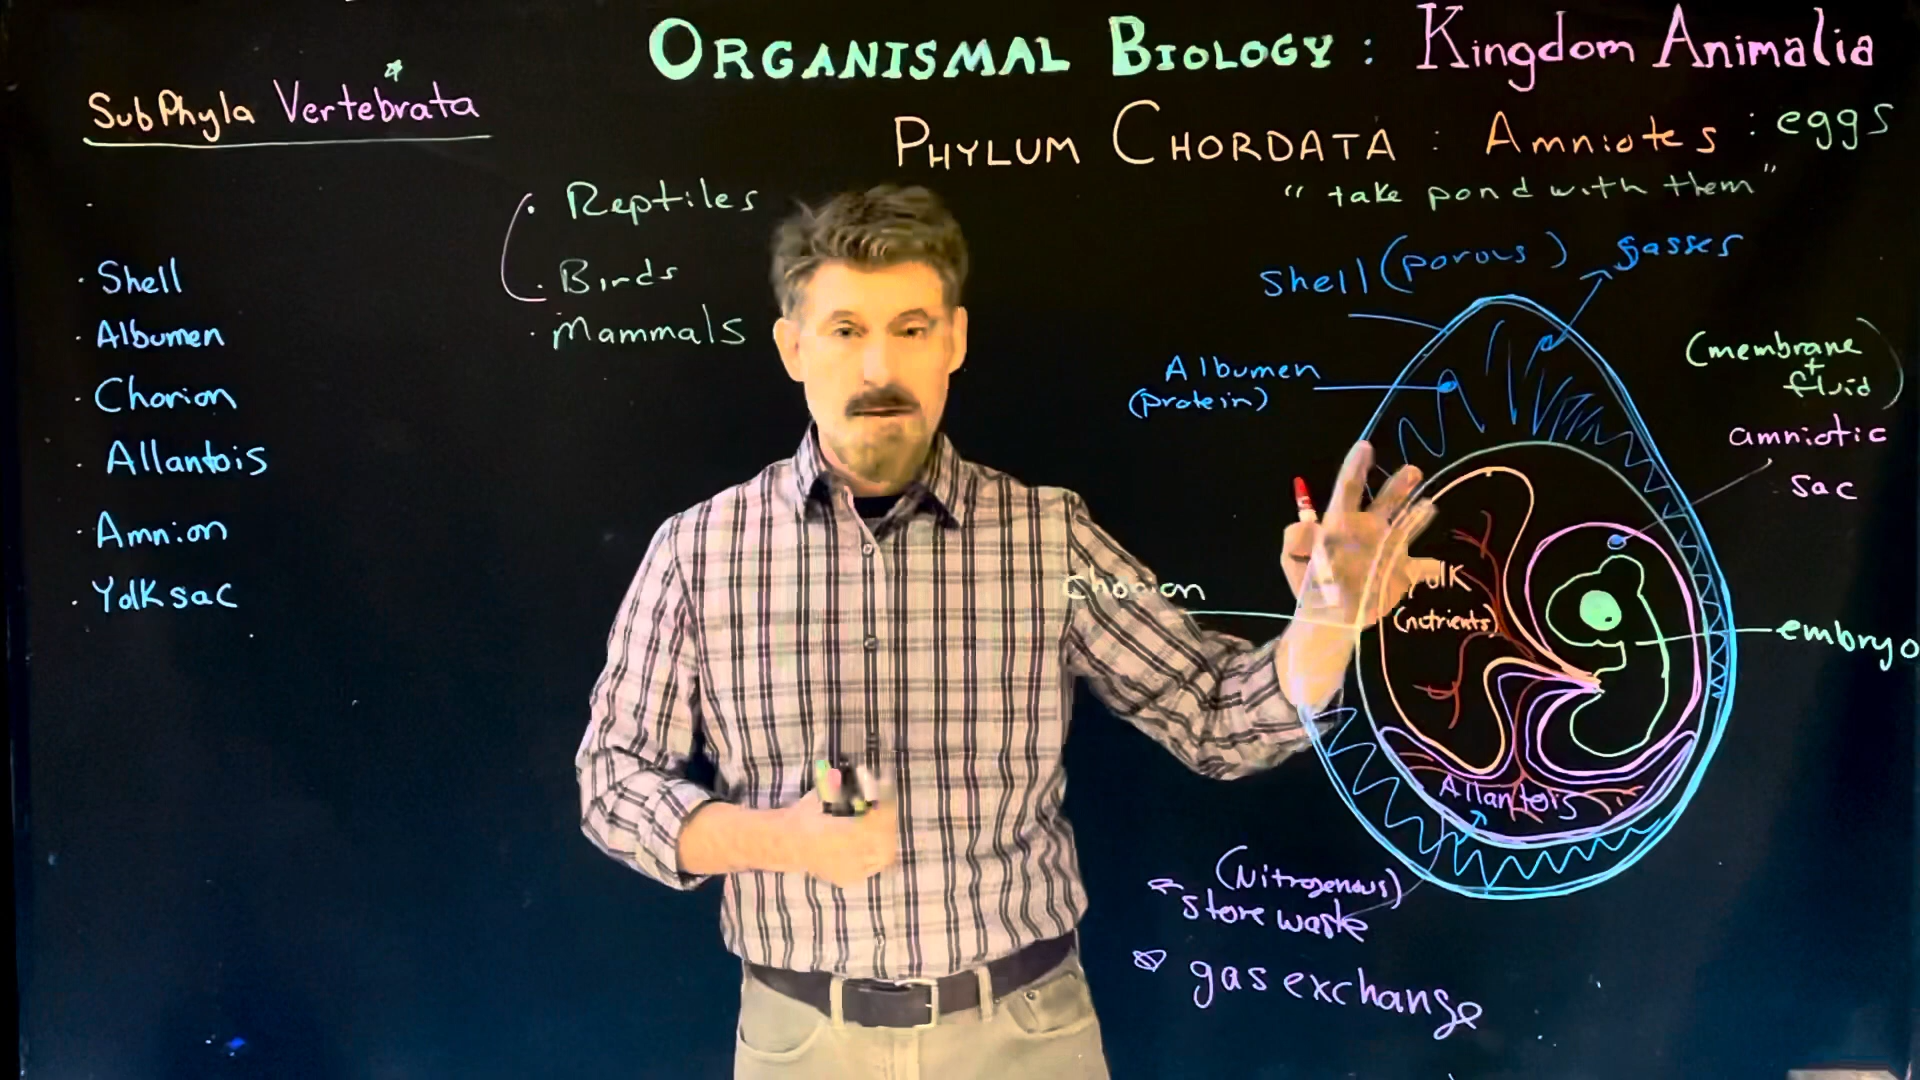 ORGANISMAL BIOLOGY : Kingdom Animalia
SubPhyla Vertebrata
PHYLUM CHORDATA : Amniotes : eggs
"take pond with them"
· Shell
· Albumen
· Chorion
· Allantois
· Amnion
· Yolk sac
· Reptiles
· Birds
· Mammals
Shell (porous)
gasses
Albumen
(protein)
(membrane
+
fluid)
amniotic
sac
Chorion
Yolk
(nutrients)
embryo
Allantois
(Nitrogenous)
store waste
gas exchange